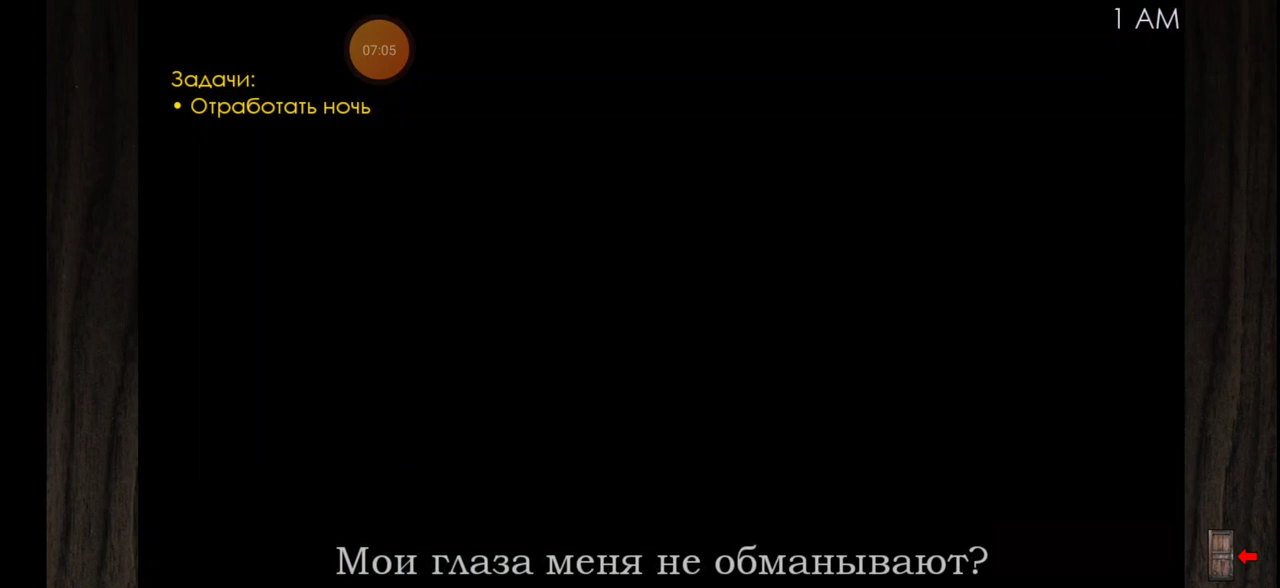 1 AM
07:05
Задачи:
• Отработать ночь
Мои глаза меня не обманывают?